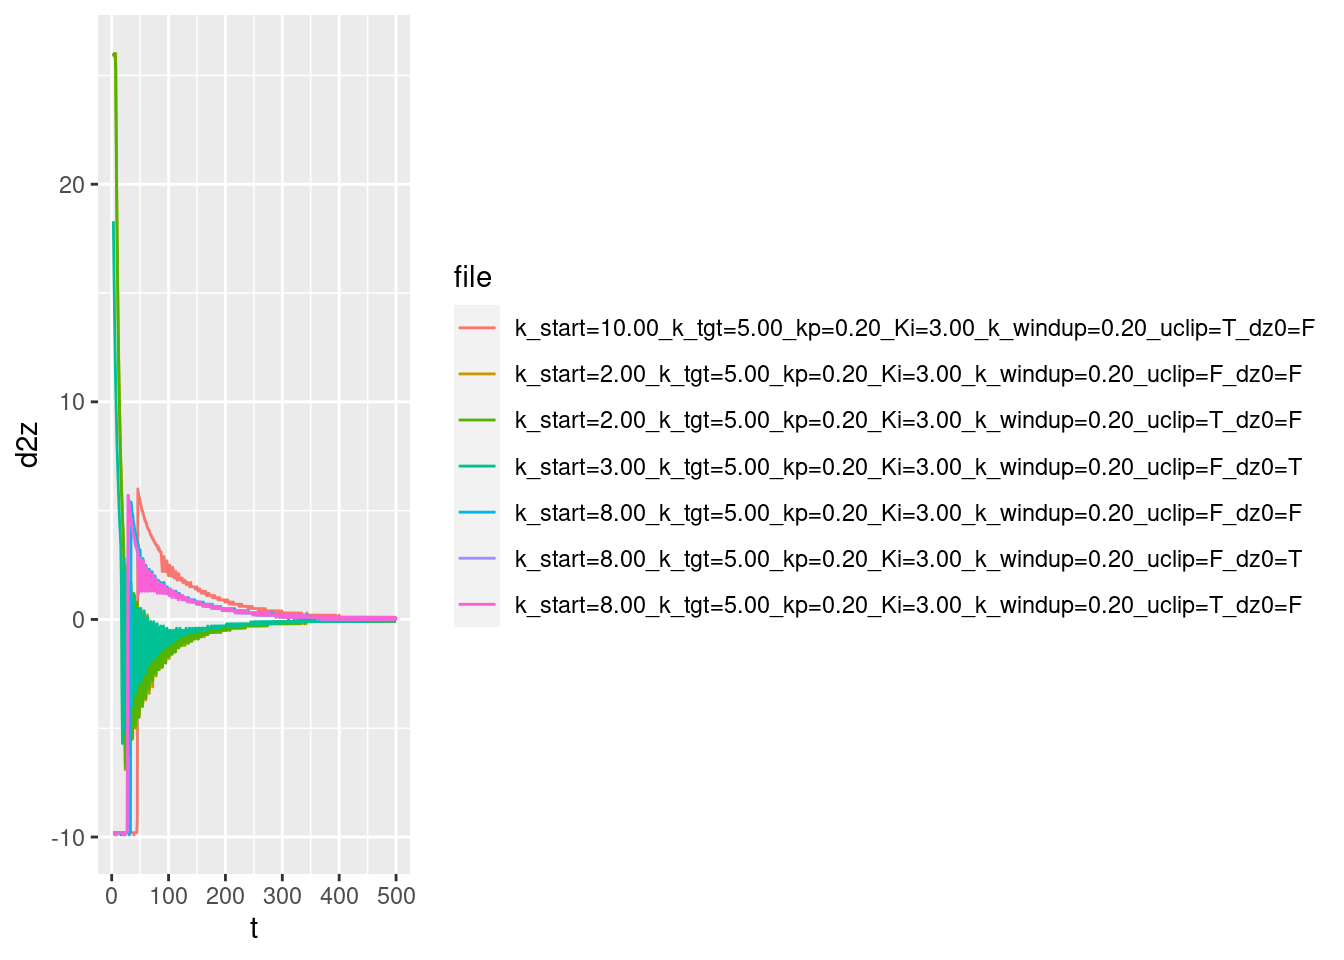 d2z
20
10
0
-10
0 100 200 300 400 500
t
file
k_start=10.00_k_tgt=5.00_kp=0.20_Ki=3.00_k_windup=0.20_uclip=T_dz0=F
k_start=2.00_k_tgt=5.00_kp=0.20_Ki=3.00_k_windup=0.20_uclip=F_dz0=F
k_start=2.00_k_tgt=5.00_kp=0.20_Ki=3.00_k_windup=0.20_uclip=T_dz0=F
k_start=3.00_k_tgt=5.00_kp=0.20_Ki=3.00_k_windup=0.20_uclip=F_dz0=T
k_start=8.00_k_tgt=5.00_kp=0.20_Ki=3.00_k_windup=0.20_uclip=F_dz0=F
k_start=8.00_k_tgt=5.00_kp=0.20_Ki=3.00_k_windup=0.20_uclip=F_dz0=T
k_start=8.00_k_tgt=5.00_kp=0.20_Ki=3.00_k_windup=0.20_uclip=T_dz0=F